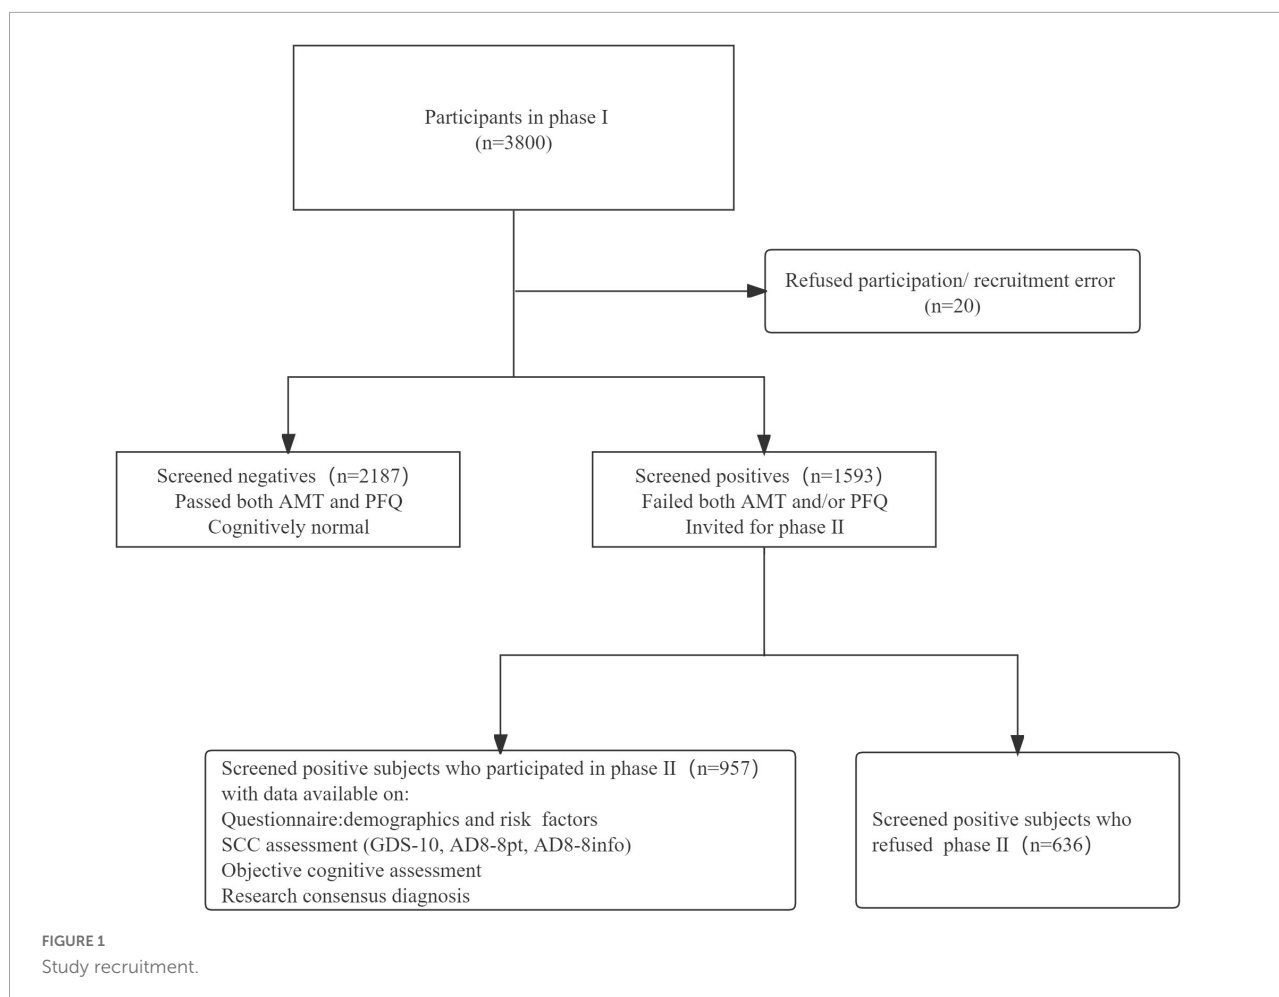 Participants in phase I
(n=3800)
Refused participation/ recruitment error
(n=20)
Screened negatives（n=2187)
Passed both AMT and PFQ
Cognitively normal
Screened positives（n=1593)
Failed both AMT and/or PFQ
Invited for phase II
Screened positive subjects who participated in phase II（n=957)
with data available on:
Questionnaire:demographics and risk factors
SCC assessment (GDS-10, AD8-8pt, AD8-8info)
Objective cognitive assessment
Research consensus diagnosis
Screened positive subjects who
refused phase II（n=636)
FIGURE 1
Study recruitment.